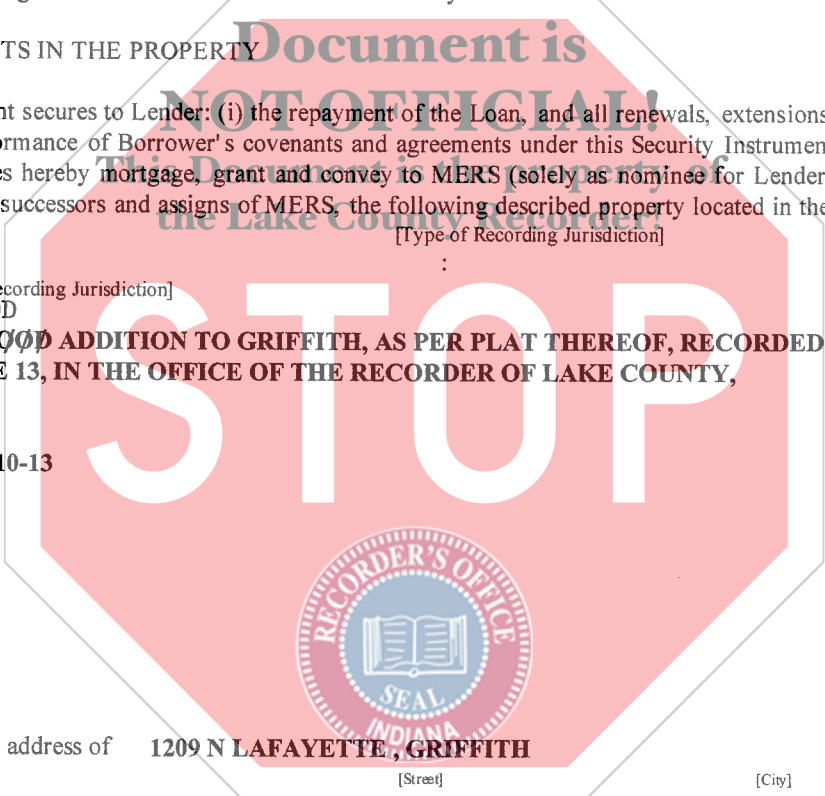 TS IN THE PROPERTY
Document is
NOT OFFICIAL!
nt secures to Lender: (i) the repayment of the Loan, and all renewals, extensions
ormance of Borrower's covenants and agreements under this Security Instrumen
This Document is the property of
s hereby mortgage, grant and convey to MERS (solely as nominee for Lender
successors and assigns of MERS, the following described property located in the
the Lake County Recorder!
[Type of Recording Jurisdiction]
:
ecording Jurisdiction]
ADDITION TO GRIFFITH, AS PER PLAT THEREOF, RECORDED
E 13, IN THE OFFICE OF THE RECORDER OF LAKE COUNTY,
STOP
10-13
RECORDER'S OFFICE
SEAL
INDIANA
address of 1209 N LAFAYETTE , GRIFFITH
[Street] [City]